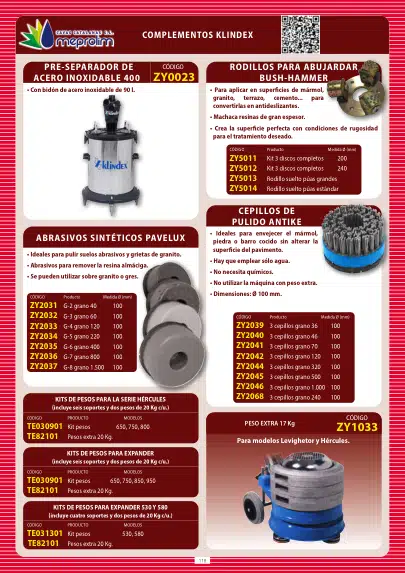 CAYRO CATALANAS S.L.
meprolim
COMPLEMENTOS KLINDEX
PRE-SEPARADOR DE
ACERO INOXIDABLE 400
CÓDIGO
ZY0023
• Con bidón de acero inoxidable de 90 l.
klindex
ABRASIVOS SINTÉTICOS PAVELUX
• Ideales para pulir suelos abrasivos y grietas de granito.
• Abrasivos para remover la resina almáciga.
• Se pueden utilizar sobre granito o gres.
CÓDIGO Producto Medida Ø (mm)
ZY2031 G-2 grano 40 100
ZY2032 G-3 grano 60 100
ZY2033 G-4 grano 120 100
ZY2034 G-5 grano 220 100
ZY2035 G-6 grano 400 100
ZY2036 G-7 grano 800 100
ZY2037 G-8 grano 1.500 100
KITS DE PESOS PARA LA SERIE HÉRCULES
(incluye seis soportes y dos pesos de 20 Kg c/u.)
CÓDIGO PRODUCTO MODELOS
TE030901 Kit pesos 650, 750, 800
TE82101 Pesos extra 20 Kg.
KITS DE PESOS PARA EXPANDER
(incluye seis soportes y dos pesos de 20 Kg c/u.)
CÓDIGO PRODUCTO MODELOS
TE030901 Kit pesos 650, 750, 850, 950
TE82101 Pesos extra 20 Kg.
KITS DE PESOS PARA EXPANDER 530 Y 580
(incluye cuatro soportes y dos pesos de 20 Kg c/u.)
CÓDIGO PRODUCTO MODELOS
TE031301 Kit pesos 530, 580
TE82101 Pesos extra 20 Kg.
RODILLOS PARA ABUJARDAR
BUSH-HAMMER
• Para aplicar en superficies de mármol,
granito, terrazo, cemento... para
convertirlas en antideslizantes.
• Machaca resinas de gran espesor.
• Crea la superficie perfecta con condiciones de rugosidad
para el tratamiento deseado.
CÓDIGO Producto Medida Ø (mm)
ZY5011 Kit 3 discos completos 200
ZY5012 Kit 3 discos completos 240
ZY5013 Rodillo suelto púas grandes
ZY5014 Rodillo suelto púas estándar
CEPILLOS DE
PULIDO ANTIKE
• Ideales para envejecer el mármol,
piedra o barro cocido sin alterar la
superficie del pavimento.
• Hay que emplear sólo agua.
• No necesita químicos.
• No utilizar la máquina con peso extra.
• Dimensiones: Ø 100 mm.
CÓDIGO Producto Medida Ø (mm)
ZY2039 3 cepillos grano 36 100
ZY2040 3 cepillos grano 46 100
ZY2041 3 cepillos grano 70 100
ZY2042 3 cepillos grano 120 100
ZY2044 3 cepillos grano 320 100
ZY2045 3 cepillos grano 500 100
ZY2046 3 cepillos grano 1.000 100
ZY2068 3 cepillos grano 240 100
PESO EXTRA 17 Kg
CÓDIGO
ZY1033
Para modelos Levighetor y Hércules.